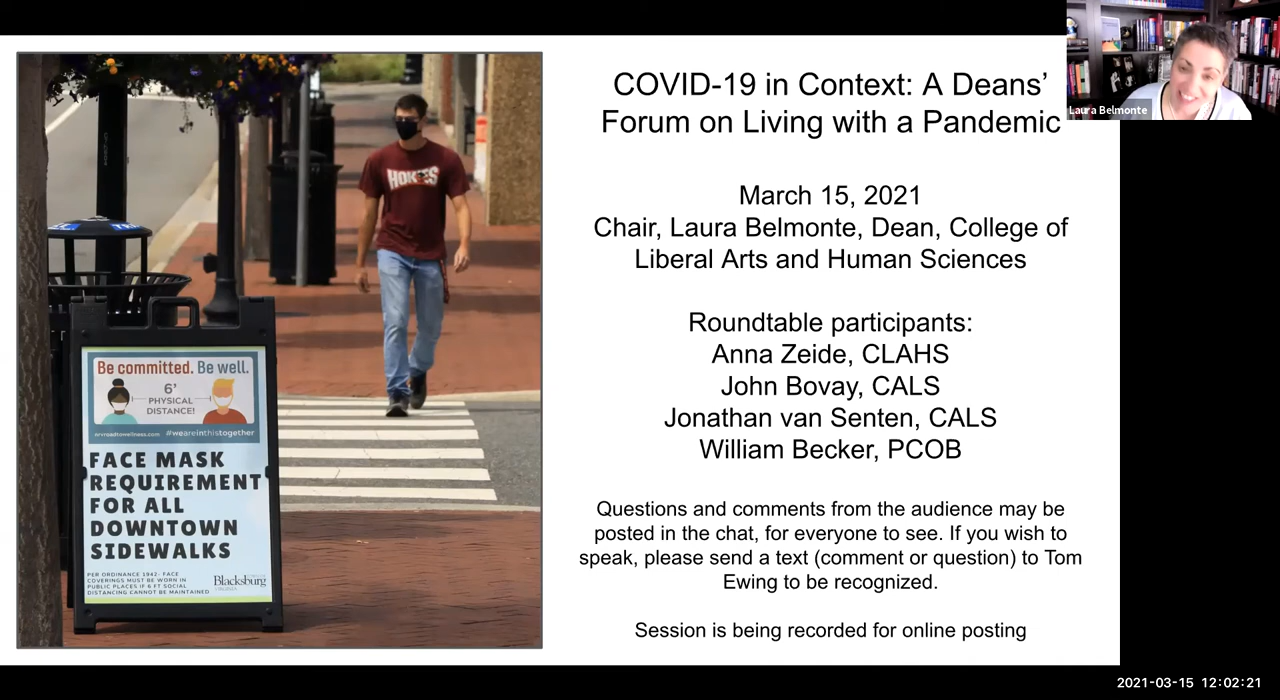 COVID-19 in Context: A Deans’
Forum on Living with a Pandemic
March 15, 2021
Chair, Laura Belmonte, Dean, College of
Liberal Arts and Human Sciences
Roundtable participants:
Anna Zeide, CLAHS
John Bovay, CALS
Jonathan van Senten, CALS
William Becker, PCOB
Questions and comments from the audience may be
posted in the chat, for everyone to see. If you wish to
speak, please send a text (comment or question) to Tom
Ewing to be recognized.
Session is being recorded for online posting
Laura Belmonte
HOKIES
Be committed. Be well.
6’
PHYSICAL
DISTANCE!
nrvroadtowellness.com #weareinthistogether
FACE MASK
REQUIREMENT
FOR ALL
DOWNTOWN
SIDEWALKS
PER ORDINANCE 1942- FACE
COVERINGS MUST BE WORN IN
PUBLIC PLACES IF 6 FT SOCIAL
DISTANCING CANNOT BE MAINTAINED
Blacksburg
VIRGINIA
2021-03-15 12:02:21